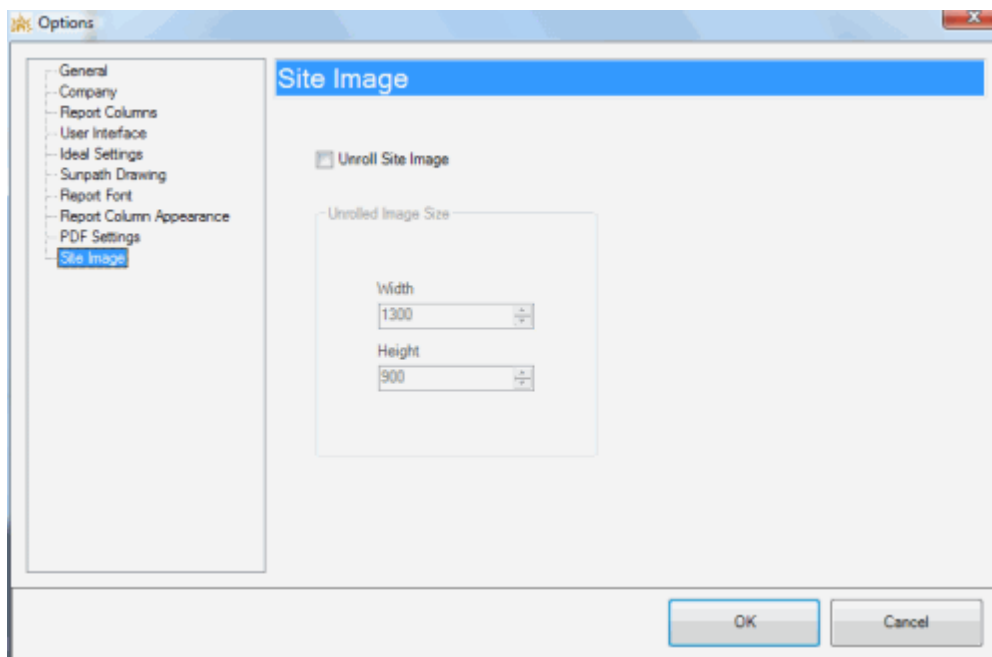 Options
General
Company
Report Columns
User Interface
Ideal Settings
Sunpath Drawing
Report Font
Report Column Appearance
PDF Settings
Site Image
Site Image
Unroll Site Image
Unrolled Image Size
Width
1300
Height
900
OK
Cancel